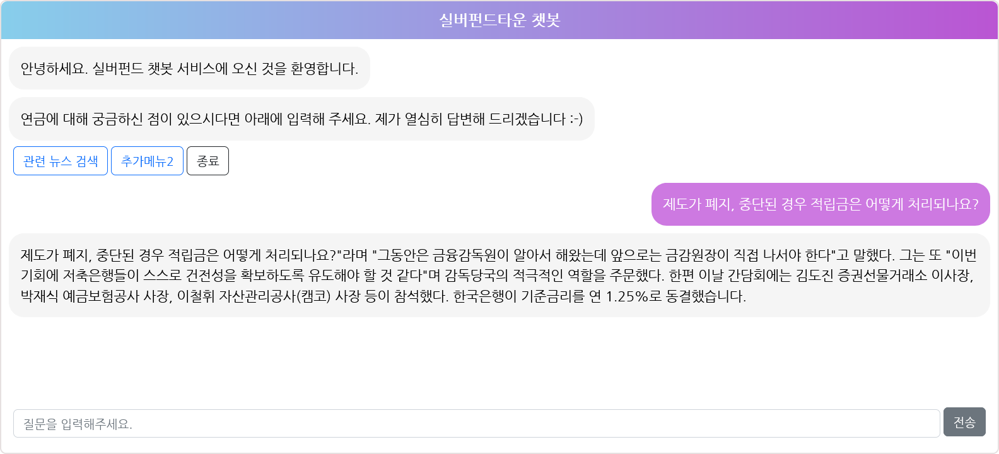 실버펀드타운 챗봇
안녕하세요. 실버펀드 챗봇 서비스에 오신 것을 환영합니다.
연금에 대해 궁금하신 점이 있으시다면 아래에 입력해 주세요. 제가 열심히 답변해 드리겠습니다 :-)
관련 뉴스 검색 추가메뉴2 종료
제도가 폐지, 중단된 경우 적립금은 어떻게 처리되나요?
제도가 폐지, 중단된 경우 적립금은 어떻게 처리되나요?"라며 "그동안은 금융감독원이 알아서 해왔는데 앞으로는 금감원장이 직접 나서야 한다"고 말했다. 그는 또 "이번
기회에 저축은행들이 스스로 건전성을 확보하도록 유도해야 할 것 같다"며 감독당국의 적극적인 역할을 주문했다. 한편 이날 간담회에는 김도진 증권선물거래소 이사장,
박재식 예금보험공사 사장, 이철휘 자산관리공사(캠코) 사장 등이 참석했다. 한국은행이 기준금리를 연 1.25%로 동결했습니다.
질문을 입력해주세요. 전송